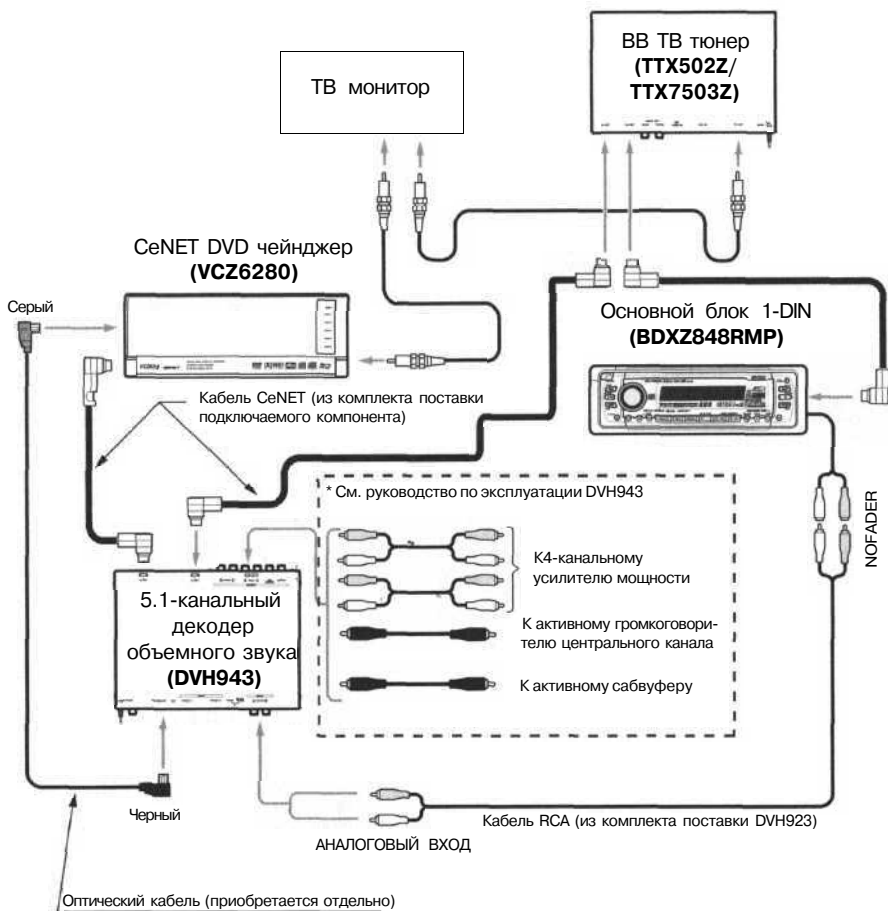 ВВ ТВ тюнер
(TTX502Z/
TTX7503Z)
ТВ монитор
CeNET DVD чейнджер
(VCZ6280)
Серый
Основной блок 1-DIN
(BDXZ848RMP)
Кабель CeNET (из комплекта поставки
подключаемого компонента)
NOFADER
* См. руководство по эксплуатации DVH943
К4-канальному
усилителю мощности
К активному громкоговори-
телю центрального канала
К активному сабвуферу
5.1-канальный
декодер
объемного звука
(DVH943)
Черный
Кабель RCA (из комплекта поставки DVH923)
АНАЛОГОВЫЙ ВХОД
Оптический кабель (приобретается отдельно)